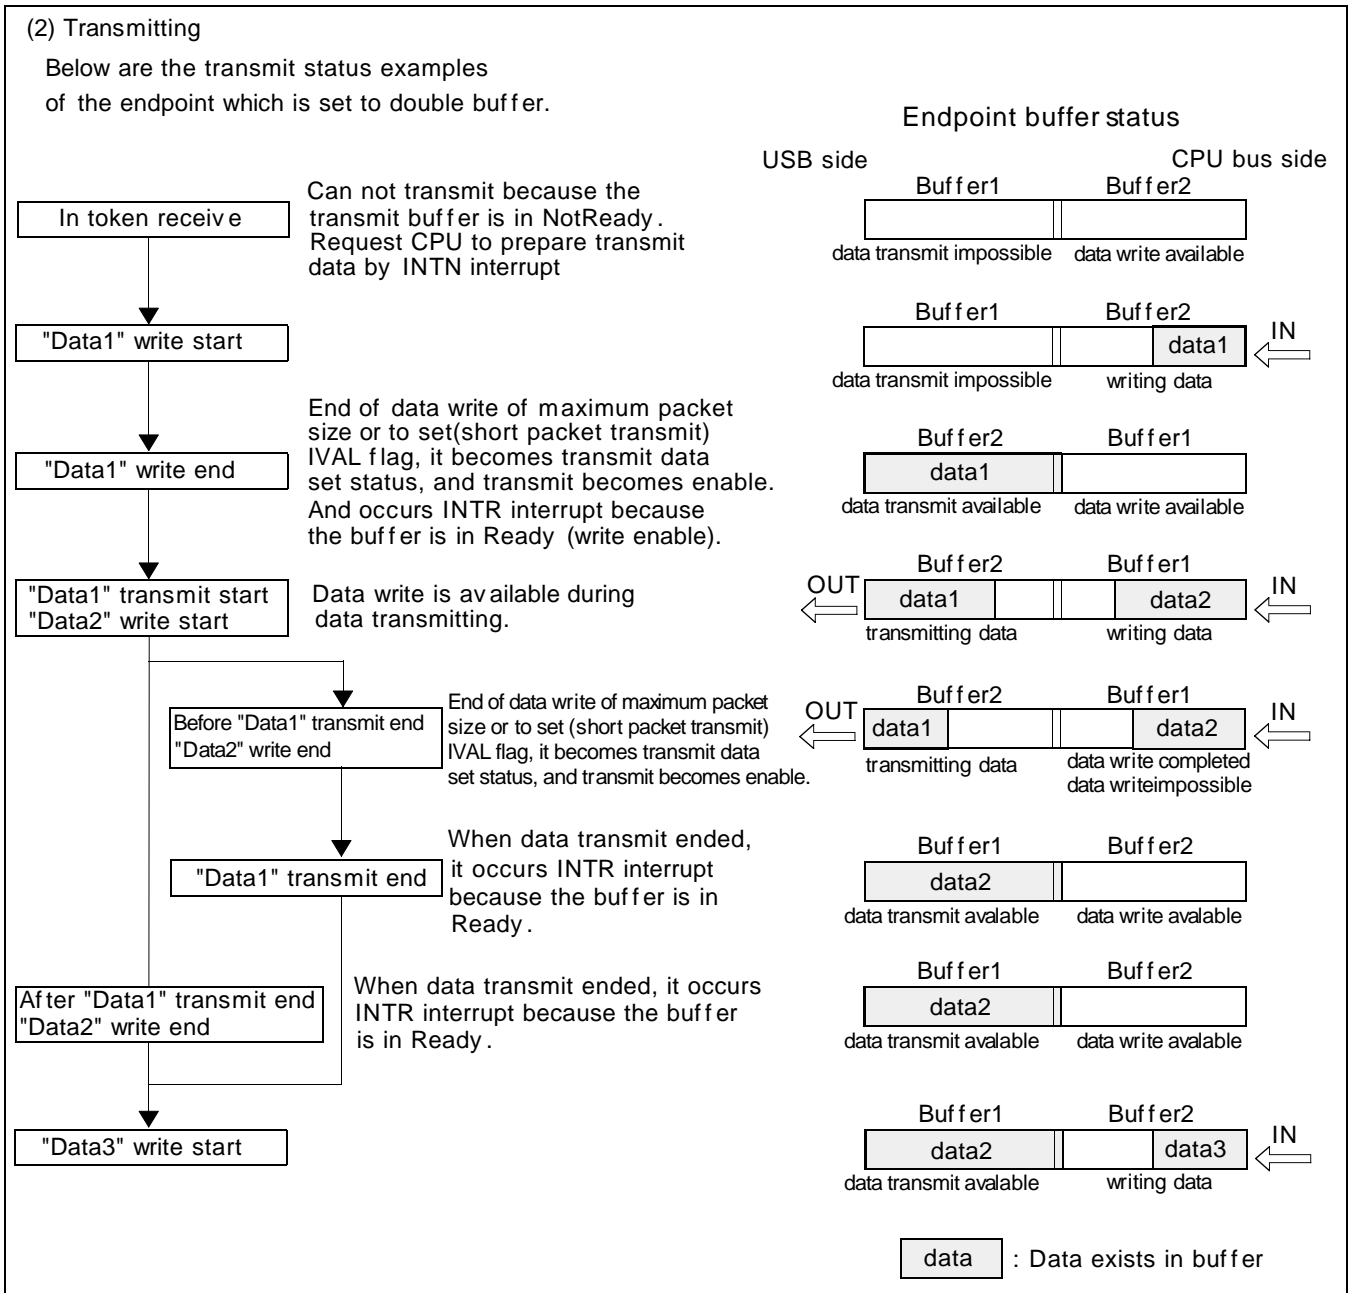 (2) Transmitting
Below are the transmit status examples
of the endpoint which is set to double buffer.
Endpoint buffer status
USB side
CPU bus side
In token receive
Can not transmit because the
transmit buffer is in NotReady.
Request CPU to prepare transmit
data by INTN interrupt
Buffer1 Buffer2
data transmit impossible data write available
"Data1" write start
Buffer1 Buffer2
data1
IN
data transmit impossible writing data
"Data1" write end
End of data write of maximum packet
size or to set(short packet transmit)
IVAL flag, it becomes transmit data
set status, and transmit becomes enable.
And occurs INTR interrupt because
the buffer is in Ready (write enable).
Buffer2 Buffer1
data1
data transmit available data write available
"Data1" transmit start
"Data2" write start
Data write is available during
data transmitting.
Buffer2 Buffer1
OUT data1 data2 IN
transmitting data writing data
Before "Data1" transmit end
"Data2" write end
End of data write of maximum packet
size or to set (short packet transmit)
IVAL flag, it becomes transmit data
set status, and transmit becomes enable.
Buffer2 Buffer1
OUT data1 data2 IN
transmitting data
data write completed
data writeimpossible
"Data1" transmit end
When data transmit ended,
it occurs INTR interrupt
because the buffer is in
Ready.
Buffer1 Buffer2
data2
data transmit avalable data write avalable
After "Data1" transmit end
"Data2" write end
When data transmit ended, it occurs
INTR interrupt because the buffer
is in Ready.
Buffer1 Buffer2
data2
data transmit avalable data write avalable
"Data3" write start
Buffer1 Buffer2
data2 data3 IN
data transmit avalable writing data
data : Data exists in buffer